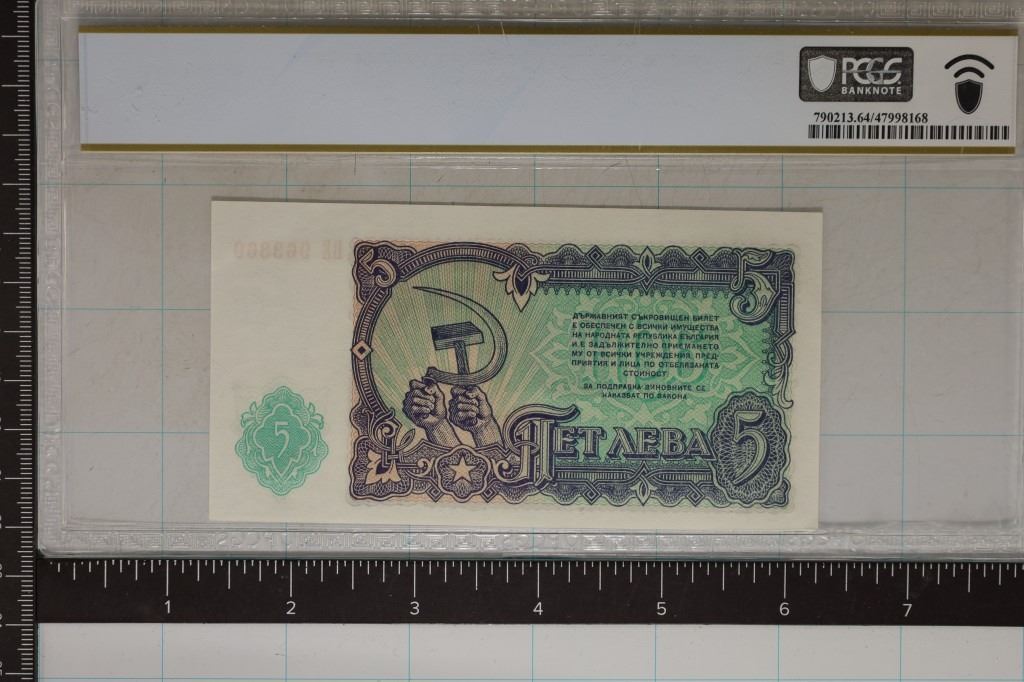 PCGS
BANKNOTE
790213.64/47998168
5 5
ДЪРЖАВНИЯТ СЪКРОВИЩЕН БИЛЕТ
Е ОБЕСПЕЧЕН С ВСИЧКИ ИМУЩЕСТВА
НА НАРОДНАТА РЕПУБЛИКА БЪЛГАРИЯ
И Е ЗАДЪЛЖИТЕЛНО ПРИЕМАНЕТО
МУ ОТ ВСИЧКИ УЧРЕЖДЕНИЯ, ПРЕД-
ПРИЯТИЯ И ЛИЦА ПО ОТБЕЛЯЗАНАТА
СТОЙНОСТ
ЗА ПОДПРАВКА ВИНОВНИТЕ СЕ
НАКАЗВАТ ПО ЗАКОНА
5 ПЕТ ЛЕВА 5
1 2 3 4 5 6 7